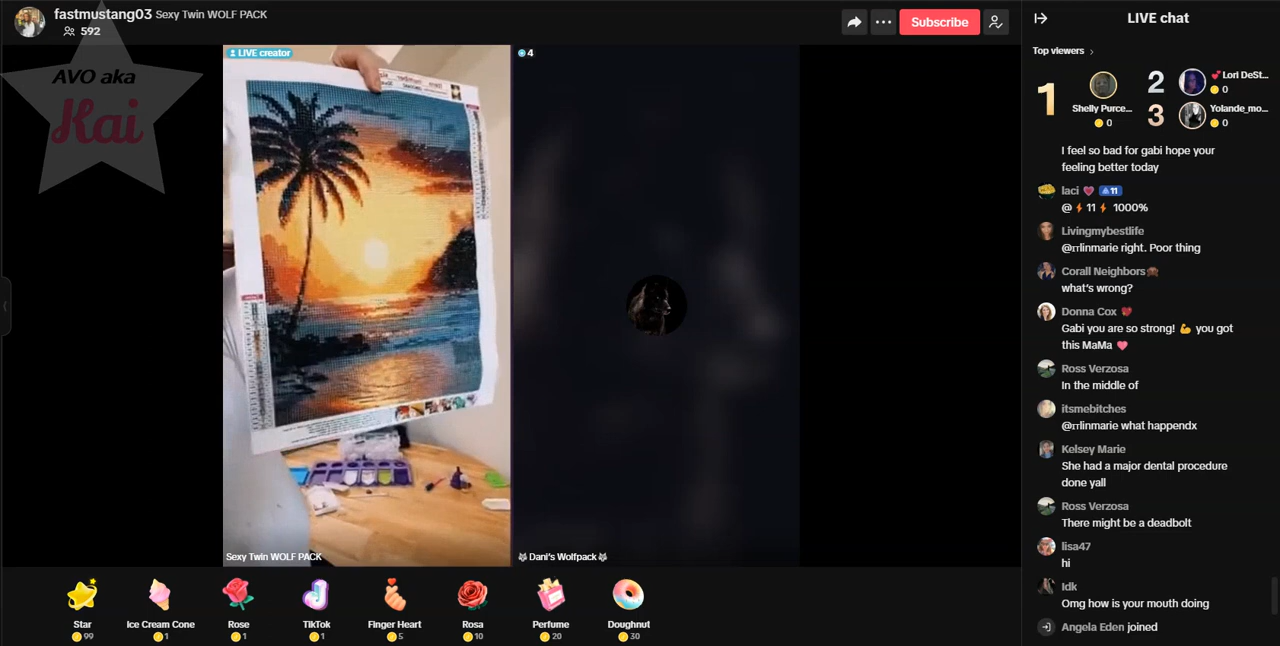 fastmustang03 Sexy Twin WOLF PACK
592
Subscribe
AVO aka
Kai
LIVE creator
4
Sexy Twin WOLF PACK
Dani's Wolfpack
Star
99
Ice Cream Cone
1
Rose
1
TikTok
1
Finger Heart
5
Rosa
10
Perfume
20
Doughnut
30
LIVE chat
Top viewers
1
Shelly Purce...
0
2
Lori DeSt...
0
3
Yolande_mo...
0
I feel so bad for gabi hope your
feeling better today
laci 💗 11
@⚡11⚡ 1000%
Livingmybestlife
@rrlinmarie right. Poor thing
Corall Neighbors
what's wrong?
Donna Cox
Gabi you are so strong! 💪 you got
this MaMa
Ross Verzosa
In the middle of
itsmebitches
@rrlinmarie what happendx
Kelsey Marie
She had a major dental procedure
done yall
Ross Verzosa
There might be a deadbolt
lisa47
hi
Idk
Omg how is your mouth doing
Angela Eden joined